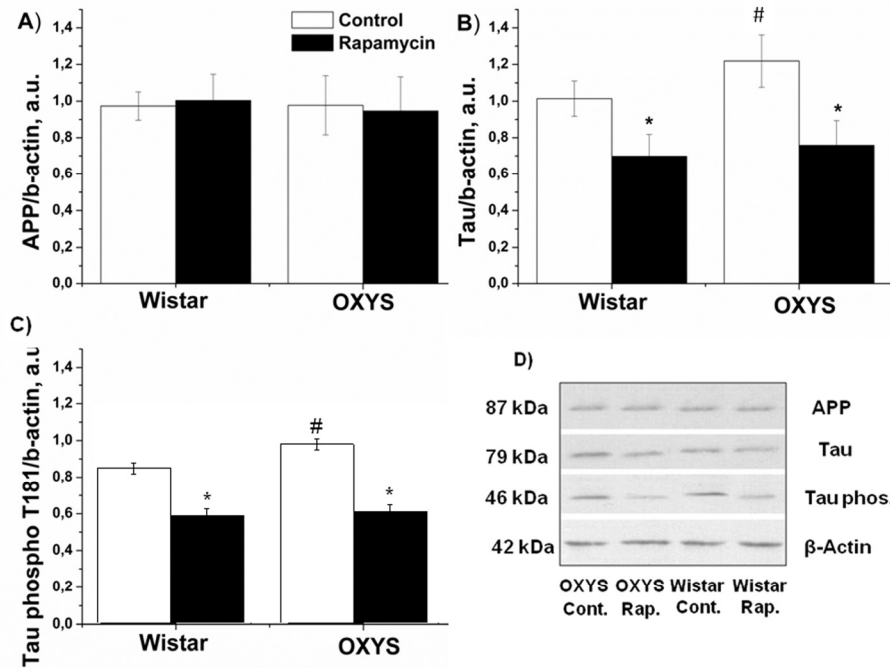 A)
APP/b-actin, a.u.
1,4
1,2
1,0
0,8
0,6
0,4
0,2
0,0
Control
Rapamycin
Wistar
OXYS
B)
Tau/b-actin, a.u.
1,4
1,2
1,0
0,8
0,6
0,4
0,2
0,0
*
#
*
Wistar
OXYS
C)
Tau phospho T181/b-actin, a.u
1,4
1,2
1,0
0,8
0,6
0,4
0,2
0,0
*
#
*
Wistar
OXYS
D)
87 kDa APP
79 kDa Tau
46 kDa Tau phos.
42 kDa β-Actin
OXYS OXYS Wistar Wistar
Cont. Rap. Cont. Rap.